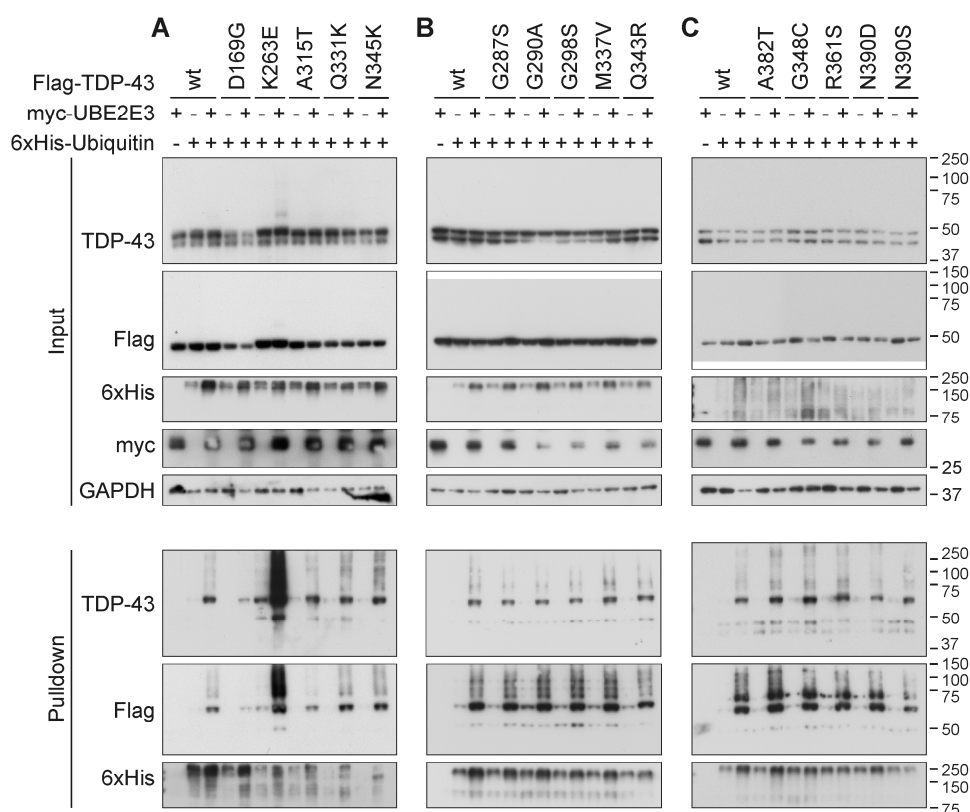 A B C
Flag-TDP-43 wt D169G K263E A315T Q331K N345K wt G287S G290A G298S M337V Q343R wt A382T G348C R361S N390D N390S
myc-UBE2E3 + - + - + - + - + - + - + + - + - + - + - + - + - + + - + - + - + - + - + - +
6xHis-Ubiquitin - + + + + + + + + + + + + - + + + + + + + + + + + + - + + + + + + + + + + + +
Input
TDP-43
250
100
75
50
37
Flag
150
100
75
50
6xHis
250
150
75
myc
25
GAPDH
37
Pulldown
TDP-43
250
100
75
50
37
Flag
150
100
75
50
6xHis
250
150
75